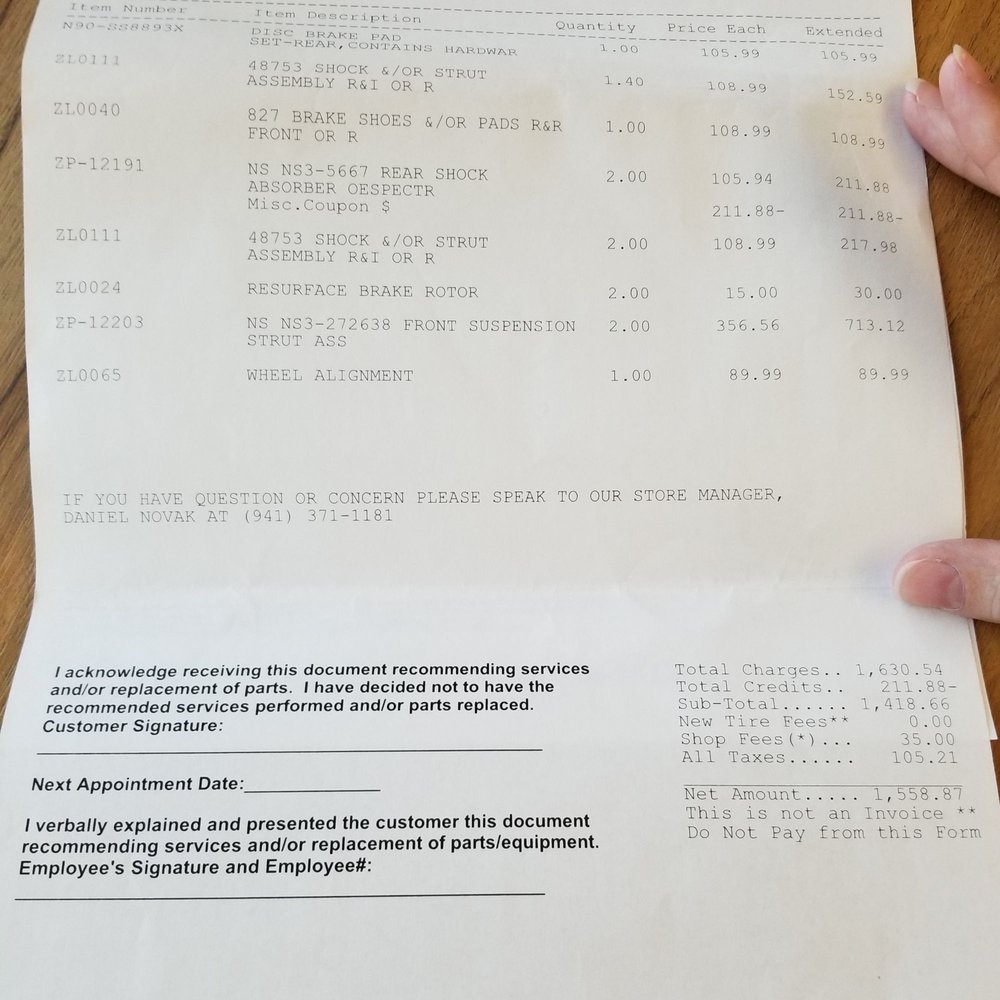 Item Number Item Description Quantity Price Each Extended
N90-SS8893X DISC BRAKE PAD 1.00 105.99 105.99
SET-REAR,CONTAINS HARDWAR
ZL0111 48753 SHOCK &/OR STRUT 1.40 108.99 152.59
ASSEMBLY R&I OR R
ZL0040 827 BRAKE SHOES &/OR PADS R&R 1.00 108.99 108.99
FRONT OR R
ZP-12191 NS NS3-5667 REAR SHOCK 2.00 105.94 211.88
ABSORBER OESPECTR
Misc.Coupon $ 211.88- 211.88-
ZL0111 48753 SHOCK &/OR STRUT 2.00 108.99 217.98
ASSEMBLY R&I OR R
ZL0024 RESURFACE BRAKE ROTOR 2.00 15.00 30.00
ZP-12203 NS NS3-272638 FRONT SUSPENSION 2.00 356.56 713.12
STRUT ASS
ZL0065 WHEEL ALIGNMENT 1.00 89.99 89.99
IF YOU HAVE QUESTION OR CONCERN PLEASE SPEAK TO OUR STORE MANAGER,
DANIEL NOVAK AT (941) 371-1181
I acknowledge receiving this document recommending services
and/or replacement of parts. I have decided not to have the
recommended services performed and/or parts replaced.
Customer Signature:
Next Appointment Date:
I verbally explained and presented the customer this document
recommending services and/or replacement of parts/equipment.
Employee's Signature and Employee#:
Total Charges.. 1,630.54
Total Credits.. 211.88-
Sub-Total...... 1,418.66
New Tire Fees** 0.00
Shop Fees(*)... 35.00
All Taxes...... 105.21
Net Amount..... 1,558.87
This is not an Invoice **
Do Not Pay from this Form